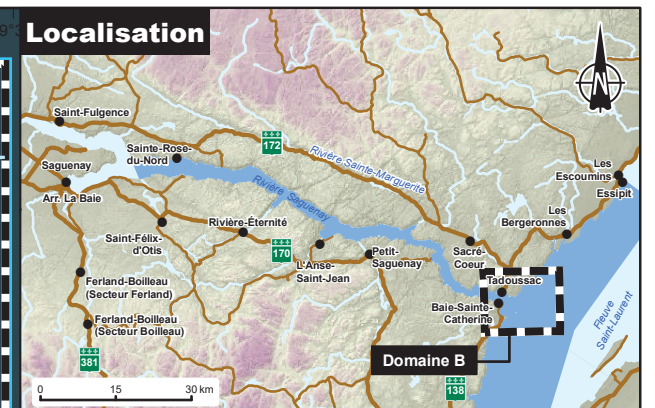 Localisation
N
Saint-Fulgence
Sainte-Rose-
du-Nord
172
Rivière Sainte-Marguerite
Saguenay
Arr. La Baie
Rivière Saguenay
Les
Escoumins
Essipit
Les
Bergeronnes
Saint-Félix-
d'Otis
Rivière-Éternité
170
L'Anse-
Saint-Jean
Petit-
Saguenay
Sacré-
Coeur
Tadoussac
Baie-Sainte-
Catherine
Ferland-Boilleau
(Secteur Ferland)
Ferland-Boilleau
(Secteur Boilleau)
Fleuve
Saint-Laurent
381
Domaine B
138
0 15 30 km